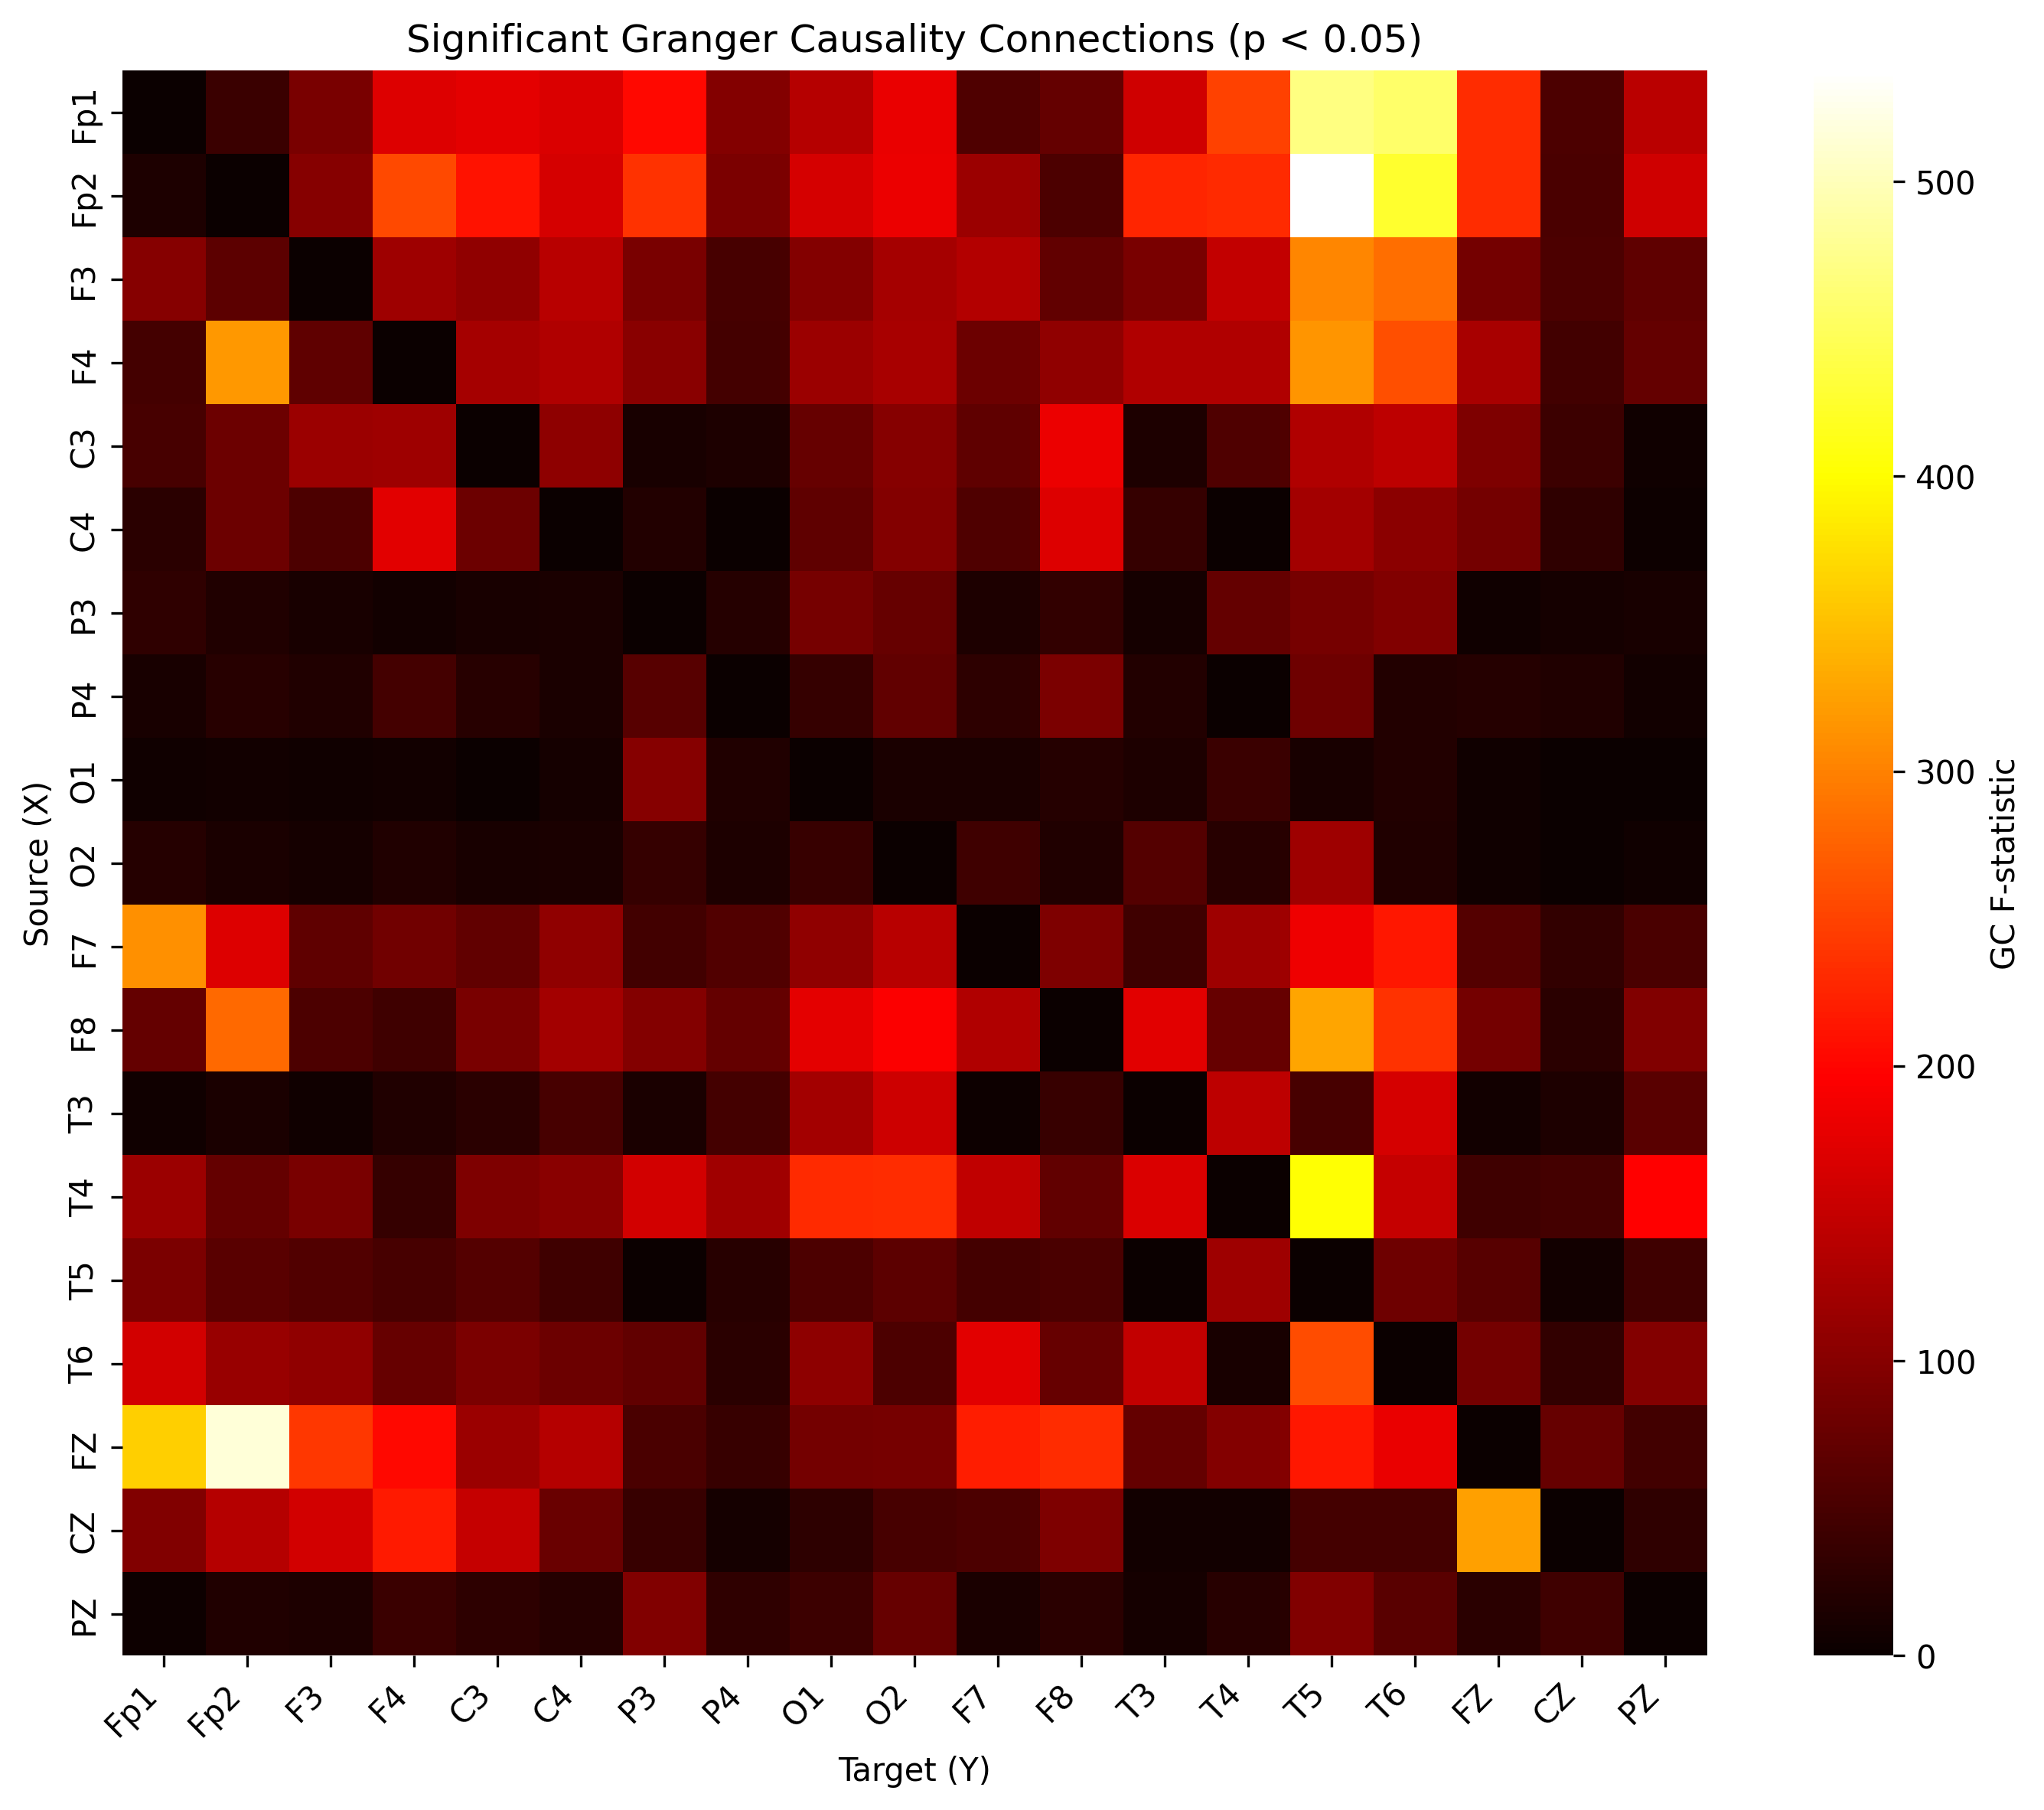 Significant Granger Causality Connections (p < 0.05)
Source (X)
Fp1
Fp2
F3
F4
C3
C4
P3
P4
O1
O2
F7
F8
T3
T4
T5
T6
FZ
CZ
PZ
Fp1 Fp2 F3 F4 C3 C4 P3 P4 O1 O2 F7 F8 T3 T4 T5 T6 FZ CZ PZ
Target (Y)
500
400
300
200
100
0
GC F-statistic